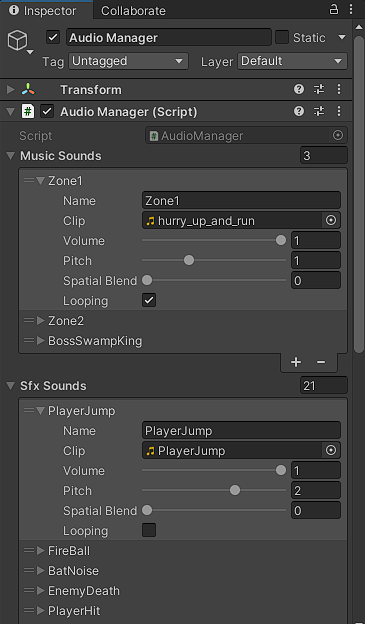 Inspector Collaborate
Audio Manager Static
Tag Untagged Layer Default
Transform
# Audio Manager (Script)
Script # AudioManager
Music Sounds 3
Zone1
Name Zone1
Clip hurry_up_and_run
Volume 1
Pitch 1
Spatial Blend 0
Looping
Zone2
BossSwampKing
+ −
Sfx Sounds 21
PlayerJump
Name PlayerJump
Clip PlayerJump
Volume 1
Pitch 2
Spatial Blend 0
Looping
FireBall
BatNoise
EnemyDeath
PlayerHit